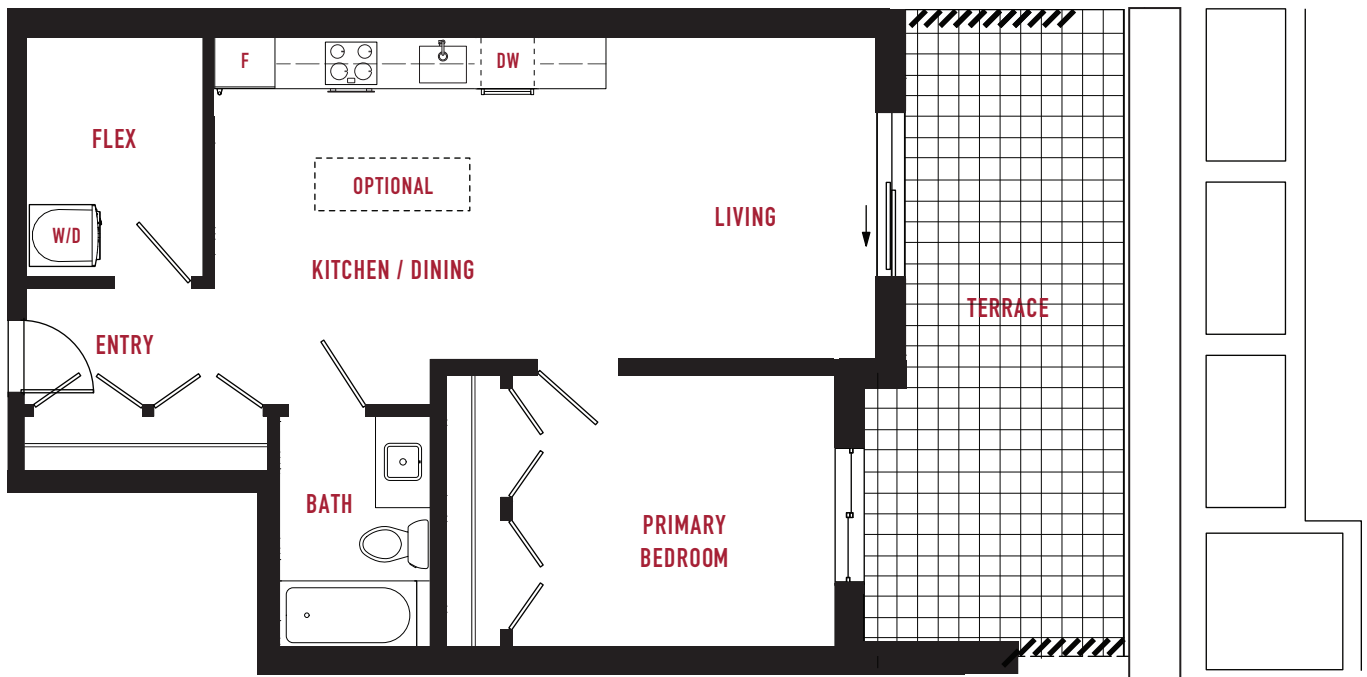 F
DW
FLEX
OPTIONAL
W/D
LIVING
KITCHEN / DINING
TERRACE
ENTRY
BATH
PRIMARY
BEDROOM